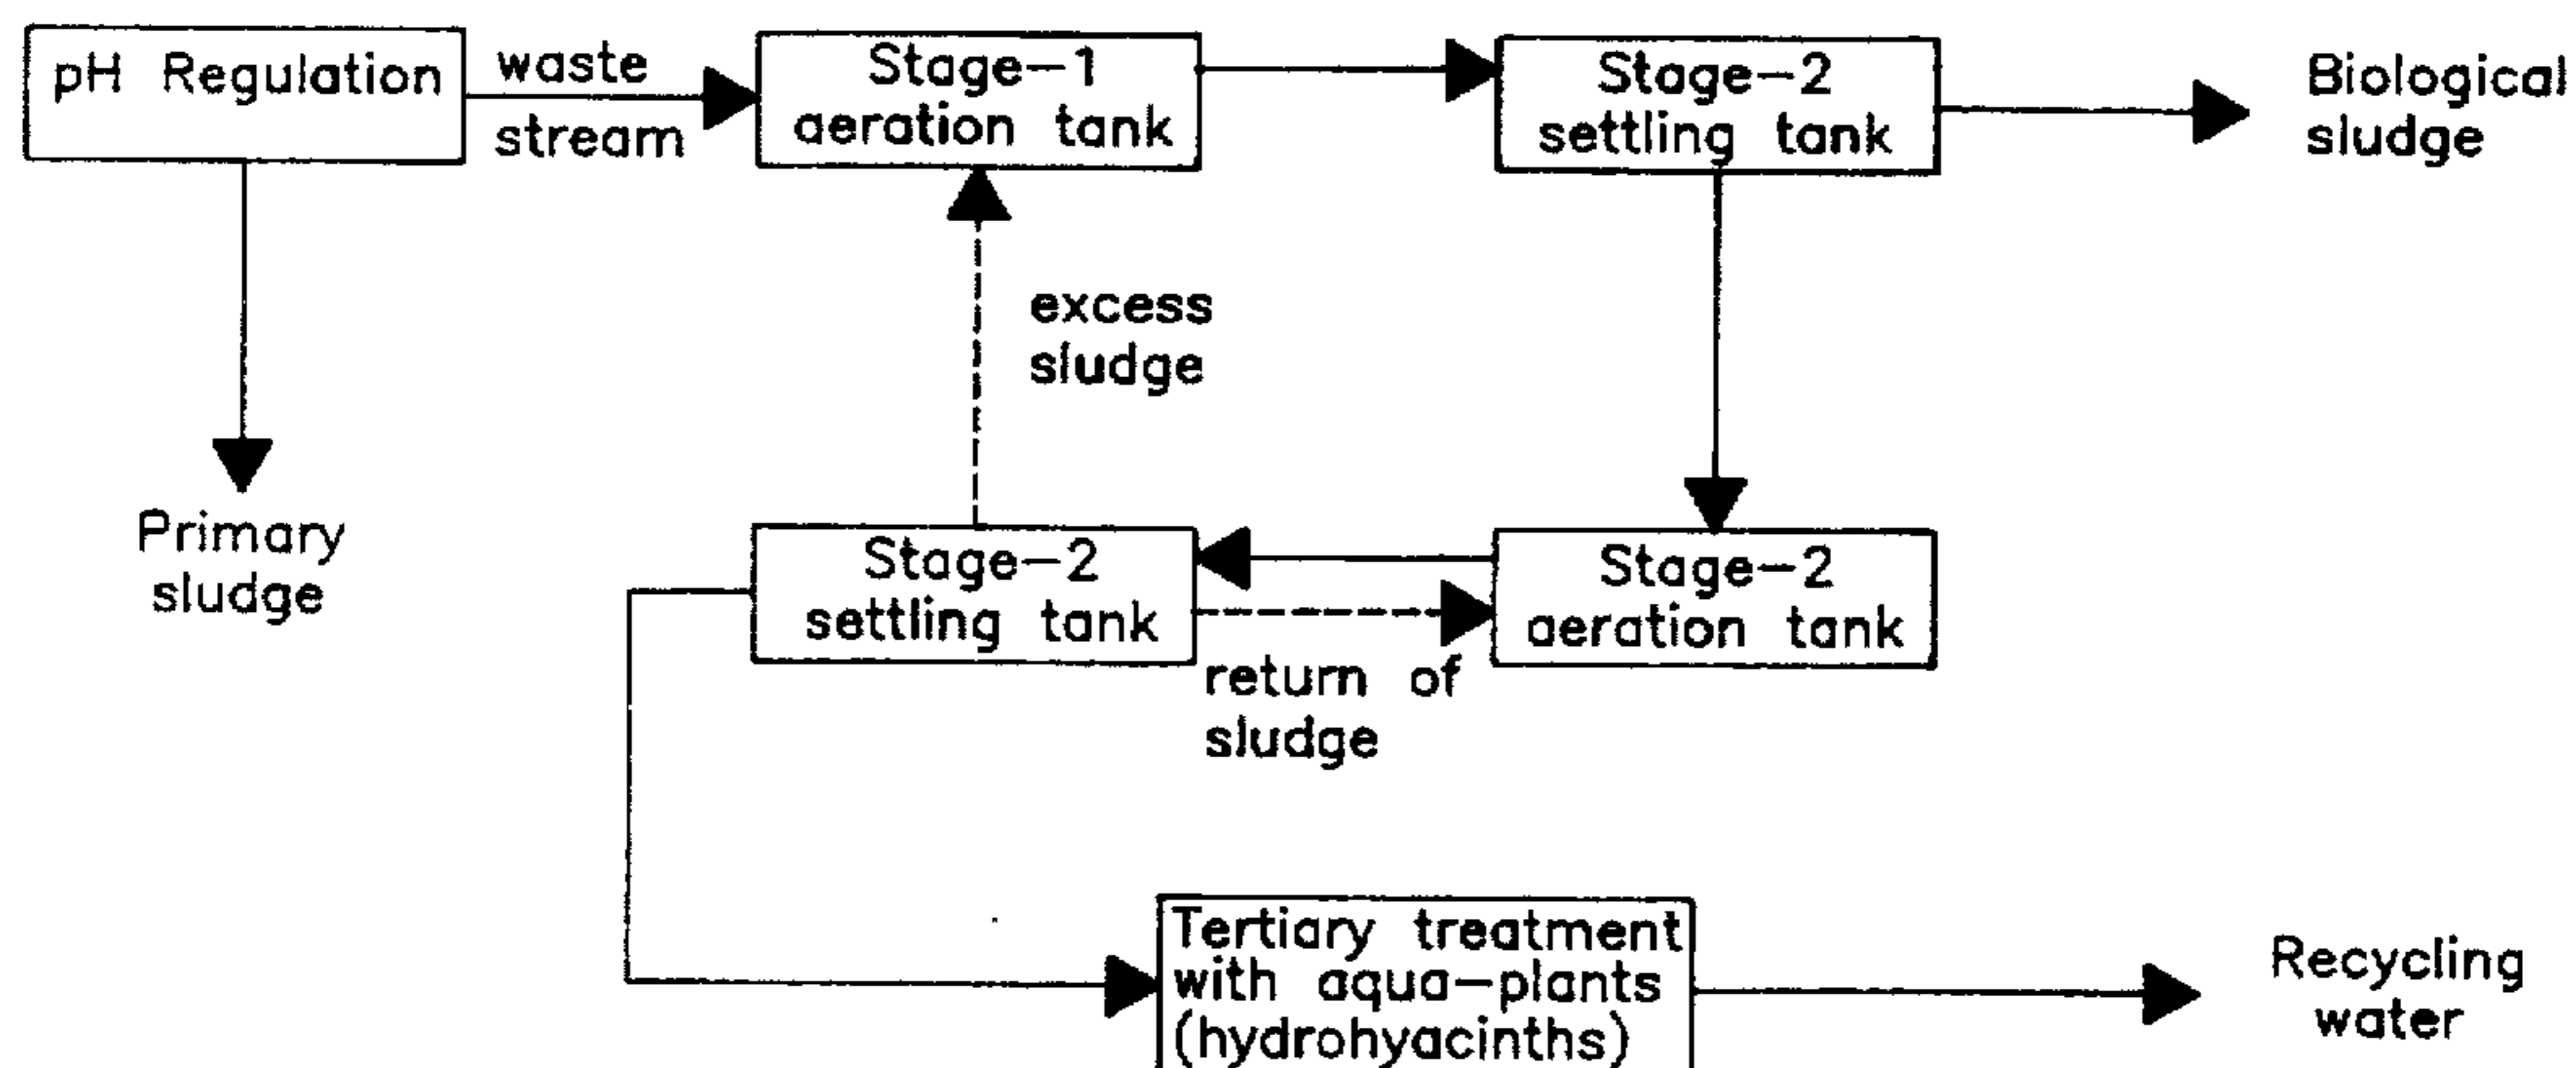 pH Regulation
waste
stream
Stage-1
aeration tank
Stage-2
settling tank
Biological
sludge
excess
sludge
Primary
sludge
Stage-2
settling tank
Stage-2
aeration tank
return of
sludge
Tertiary treatment
with aqua-plants
(hydrohyacinths)
Recycling
water